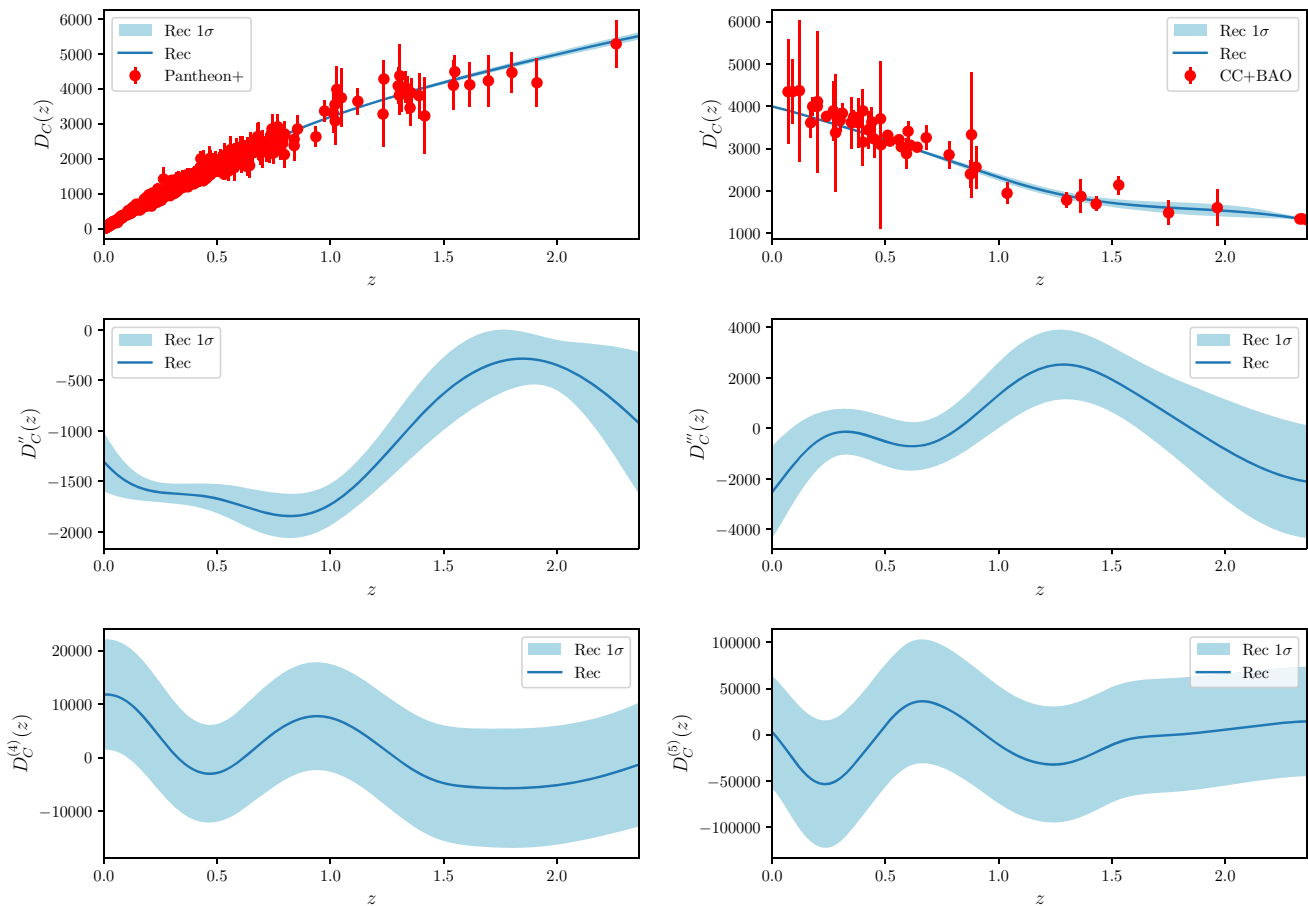 6000
5000
4000
3000
2000
1000
0
D_C(z)
Rec 1σ
Rec
Pantheon+
0.0 0.5 1.0 1.5 2.0
z
6000
5000
4000
3000
2000
1000
D′_C(z)
Rec 1σ
Rec
CC+BAO
0.0 0.5 1.0 1.5 2.0
z
0
−500
−1000
−1500
−2000
D″_C(z)
Rec 1σ
Rec
0.0 0.5 1.0 1.5 2.0
z
4000
2000
0
−2000
−4000
D‴_C(z)
Rec 1σ
Rec
0.0 0.5 1.0 1.5 2.0
z
20000
10000
0
−10000
D_C^(4)(z)
Rec 1σ
Rec
0.0 0.5 1.0 1.5 2.0
z
100000
50000
0
−50000
−100000
D_C^(5)(z)
Rec 1σ
Rec
0.0 0.5 1.0 1.5 2.0
z